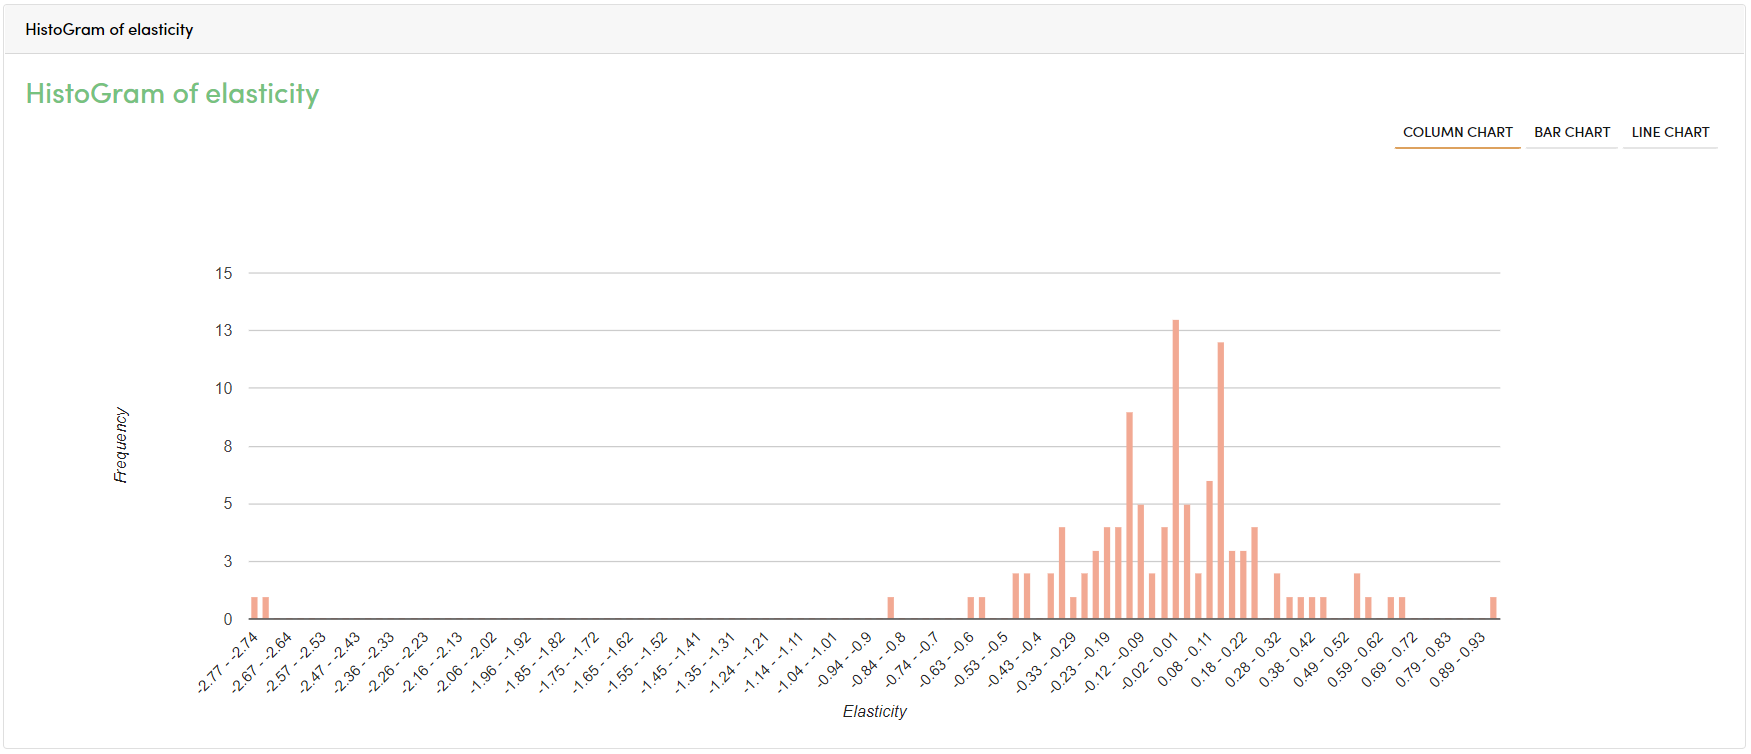 HistoGram of elasticity
HistoGram of elasticity
COLUMN CHART BAR CHART LINE CHART
15
13
10
8
5
3
0
Frequency
-2.77 - -2.74
-2.67 - -2.64
-2.57 - -2.53
-2.47 - -2.43
-2.36 - -2.33
-2.26 - -2.23
-2.16 - -2.13
-2.06 - -2.02
-1.96 - -1.92
-1.85 - -1.82
-1.75 - -1.72
-1.65 - -1.62
-1.55 - -1.52
-1.45 - -1.41
-1.35 - -1.31
-1.24 - -1.21
-1.14 - -1.11
-1.04 - -1.01
-0.94 - -0.9
-0.84 - -0.8
-0.74 - -0.7
-0.63 - -0.6
-0.53 - -0.5
-0.43 - -0.4
-0.33 - -0.29
-0.23 - -0.19
-0.12 - -0.09
-0.02 - 0.01
0.08 - 0.11
0.18 - 0.22
0.28 - 0.32
0.38 - 0.42
0.49 - 0.52
0.59 - 0.62
0.69 - 0.72
0.79 - 0.83
0.89 - 0.93
Elasticity